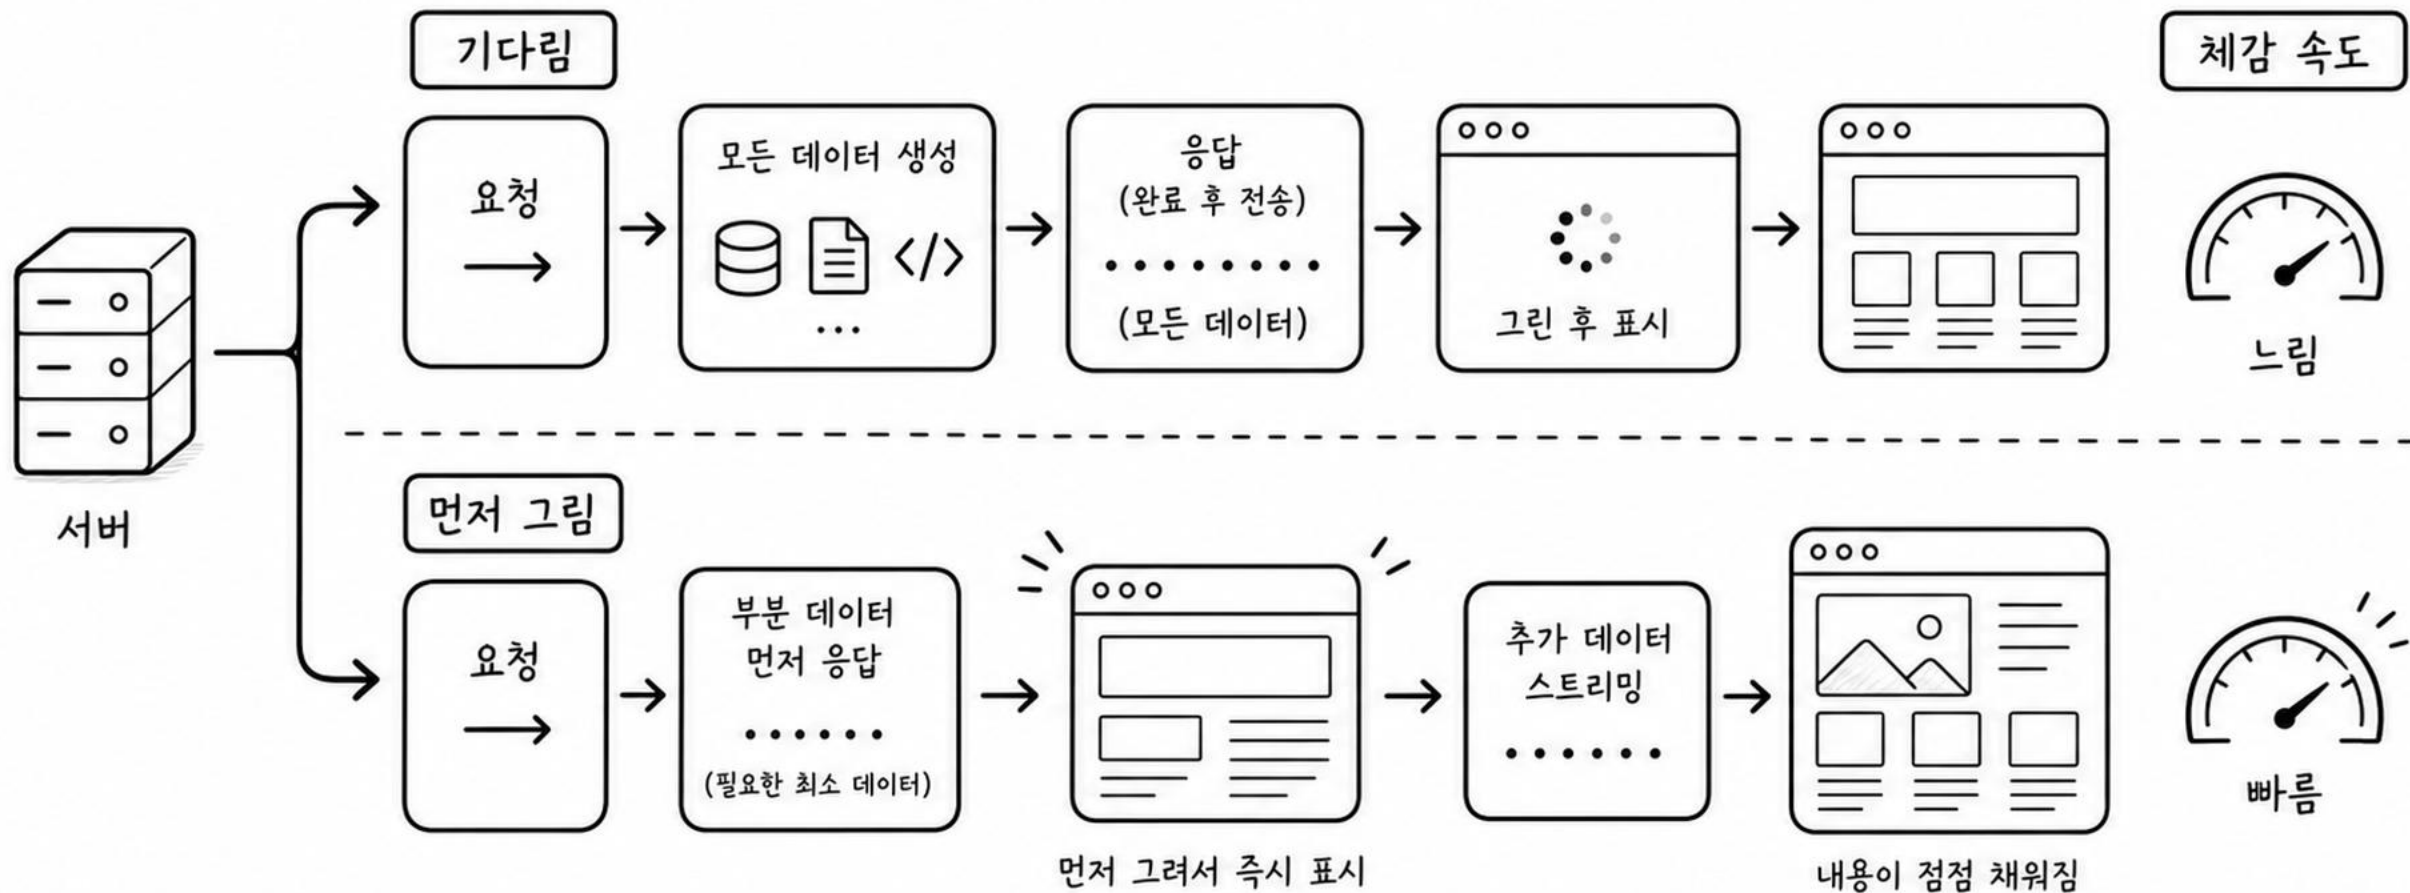 기다림
체감 속도
요청
모든 데이터 생성
...
응답
(완료 후 전송)
(모든 데이터)
그린 후 표시
느림
서버
먼저 그림
요청
부분 데이터
먼저 응답
(필요한 최소 데이터)
먼저 그려서 즉시 표시
추가 데이터
스트리밍
내용이 점점 채워짐
빠름